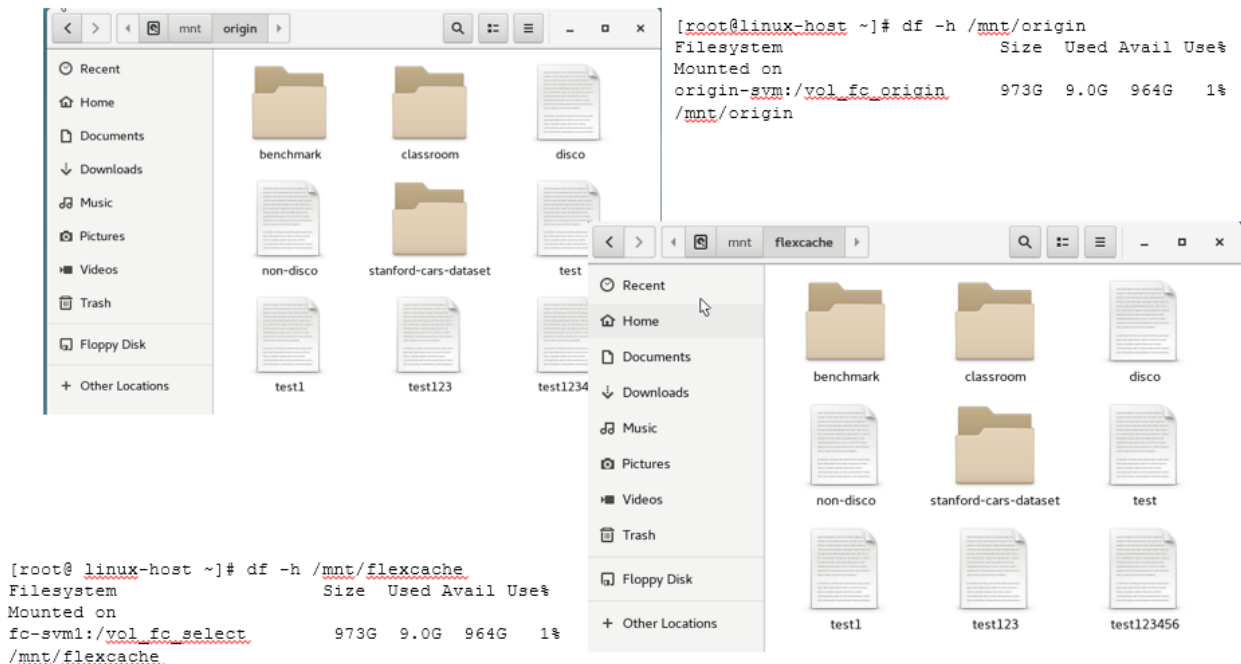 mnt origin
Recent
Home
Documents
Downloads
Music
Pictures
Videos
Trash
Floppy Disk
+ Other Locations
benchmark classroom disco
non-disco stanford-cars-dataset test
test1 test123 test1234
[root@linux-host ~]# df -h /mnt/origin
Filesystem Size Used Avail Use%
Mounted on
origin-svm:/vol_fc_origin 973G 9.0G 964G 1%
/mnt/origin
mnt flexcache
Recent
Home
Documents
Downloads
Music
Pictures
Videos
Trash
Floppy Disk
+ Other Locations
benchmark classroom disco
non-disco stanford-cars-dataset test
test1 test123 test123456
[root@ linux-host ~]# df -h /mnt/flexcache
Filesystem Size Used Avail Use%
Mounted on
fc-svm1:/vol_fc_select 973G 9.0G 964G 1%
/mnt/flexcache